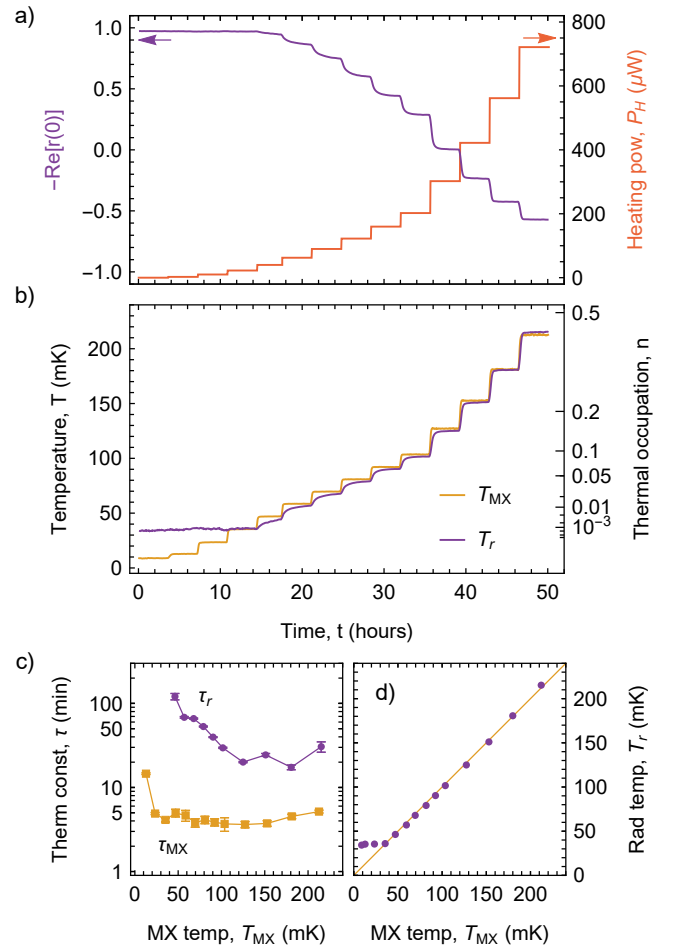 a)
1.0
0.5
0.0
−0.5
−1.0
−Re[r(0)]
800
600
400
200
0
Heating pow, P_H (μW)
b)
200
150
100
50
0
Temperature, T (mK)
0.5
0.2
0.1
0.05
0.01
10⁻³
Thermal occupation, n
T_MX
T_r
0 10 20 30 40 50
Time, t (hours)
c)
100
50
10
5
1
Therm const, τ (min)
τ_r
τ_MX
0 50 100 150 200
MX temp, T_MX (mK)
d)
200
150
100
50
0
Rad temp, T_r (mK)
0 50 100 150 200
MX temp, T_MX (mK)